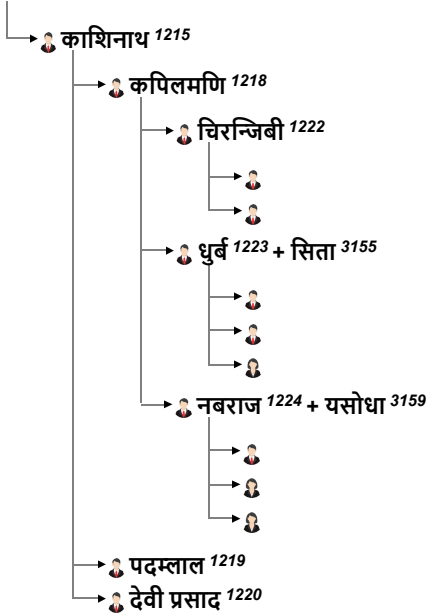 काशिनाथ 1215
कपिलमणि 1218
चिरन्जिबी 1222
धुर्ब 1223 + सिता 3155
नबराज 1224 + यसोधा 3159
पदम्लाल 1219
देवी प्रसाद 1220